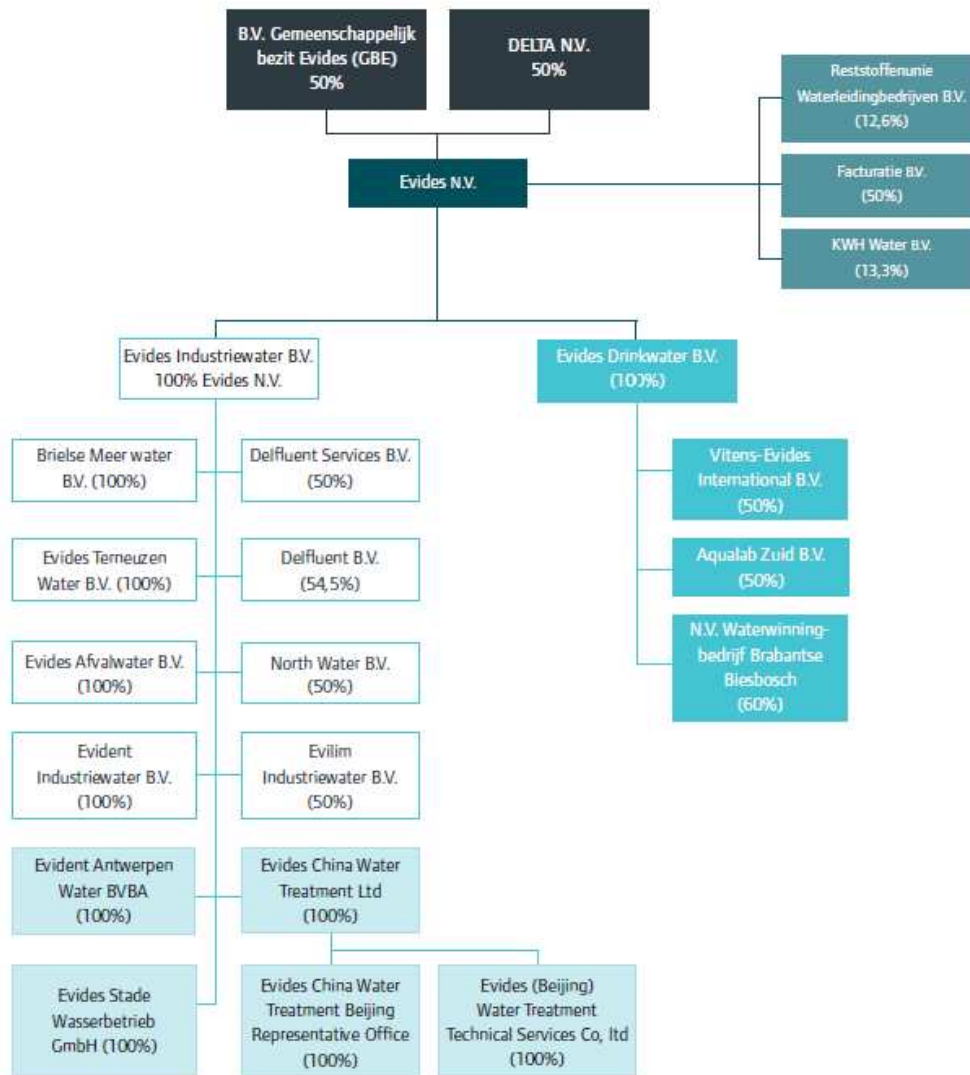 B.V. Gemeenschappelijk
bezit Evides (GBE)
50%
DELTA N.V.
50%
Reststoffenunie
Waterleidingbedrijven B.V.
(12,6%)
Evides N.V.
Facturatie B.V.
(50%)
KWH Water B.V.
(13,3%)
Evides Industriewater B.V.
100% Evides N.V.
Evides Drinkwater B.V.
(100%)
Brielse Meer water
B.V. (100%)
Delfluent Services B.V.
(50%)
Vitens-Evides
International B.V.
(50%)
Evides Terneuzen
Water B.V. (100%)
Delfluent B.V.
(54,5%)
Aqualab Zuid B.V.
(50%)
Evides Afvalwater B.V.
(100%)
North Water B.V.
(50%)
N.V. Waterwinning-
bedrijf Brabantse
Biesbosch
(60%)
Evident
Industriewater B.V.
(100%)
Evilim
Industriewater B.V.
(50%)
Evident Antwerpen
Water BVBA
(100%)
Evides China Water
Treatment Ltd
(100%)
Evides Stade
Wasserbetrieb
GmbH (100%)
Evides China Water
Treatment Beijing
Representative Office
(100%)
Evides (Beijing)
Water Treatment
Technical Services Co, ltd
(100%)